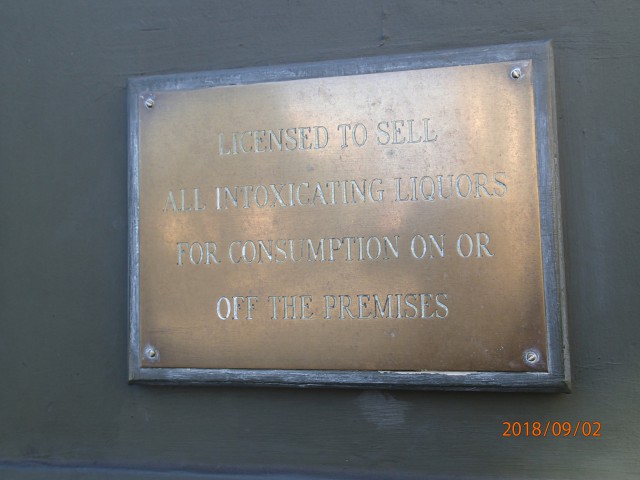 LICENSED TO SELL
ALL INTOXICATING LIQUORS
FOR CONSUMPTION ON OR
OFF THE PREMISES
2018/09/02